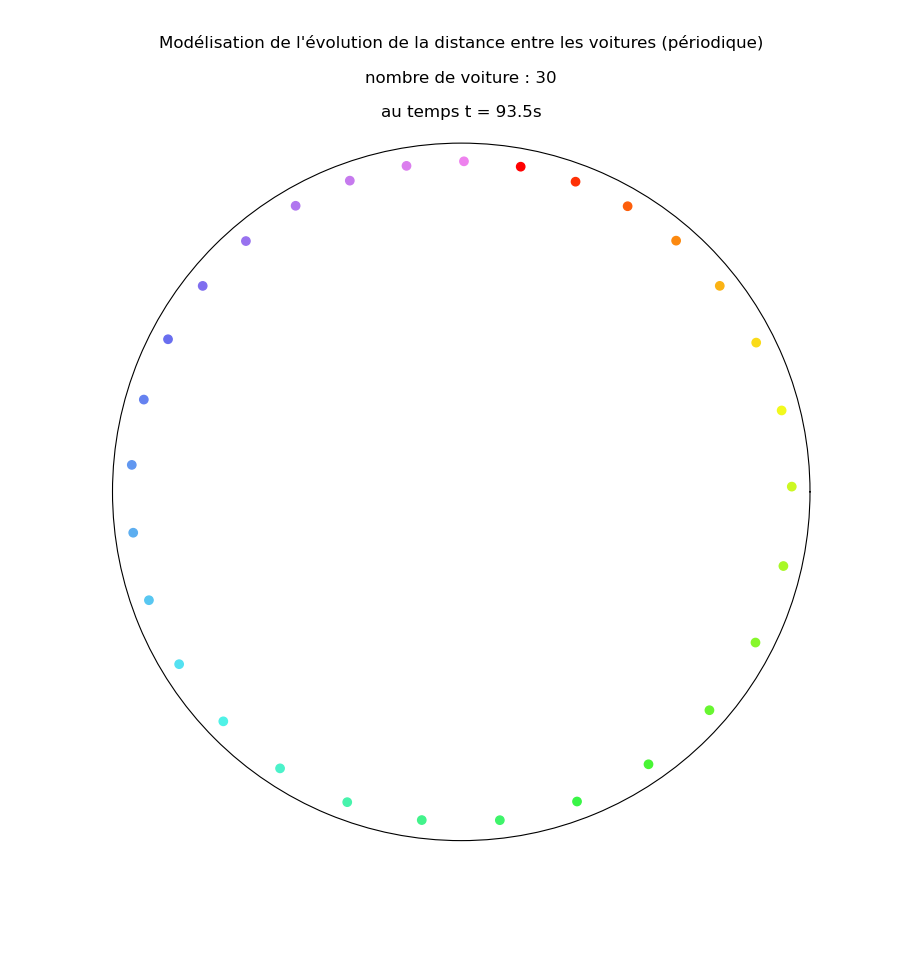 Modélisation de l'évolution de la distance entre les voitures (périodique)
nombre de voiture : 30
au temps t = 93.5s